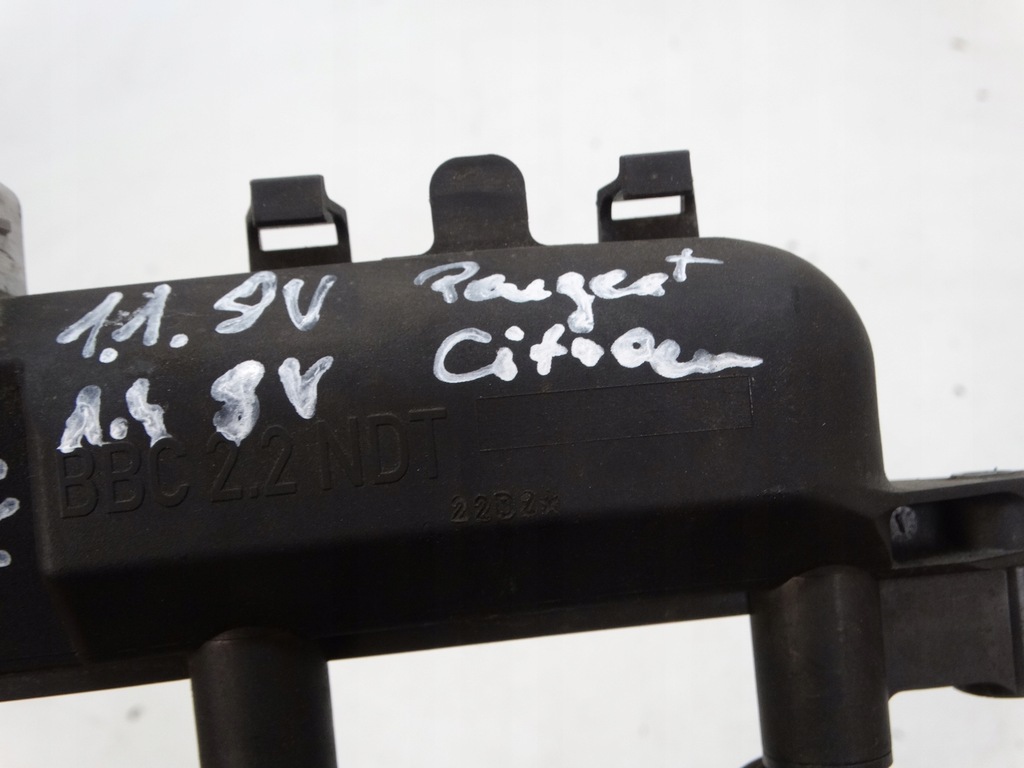 1.1. 8V Peugeot
1.4 8V Citroen
BBC 2.2 NDT